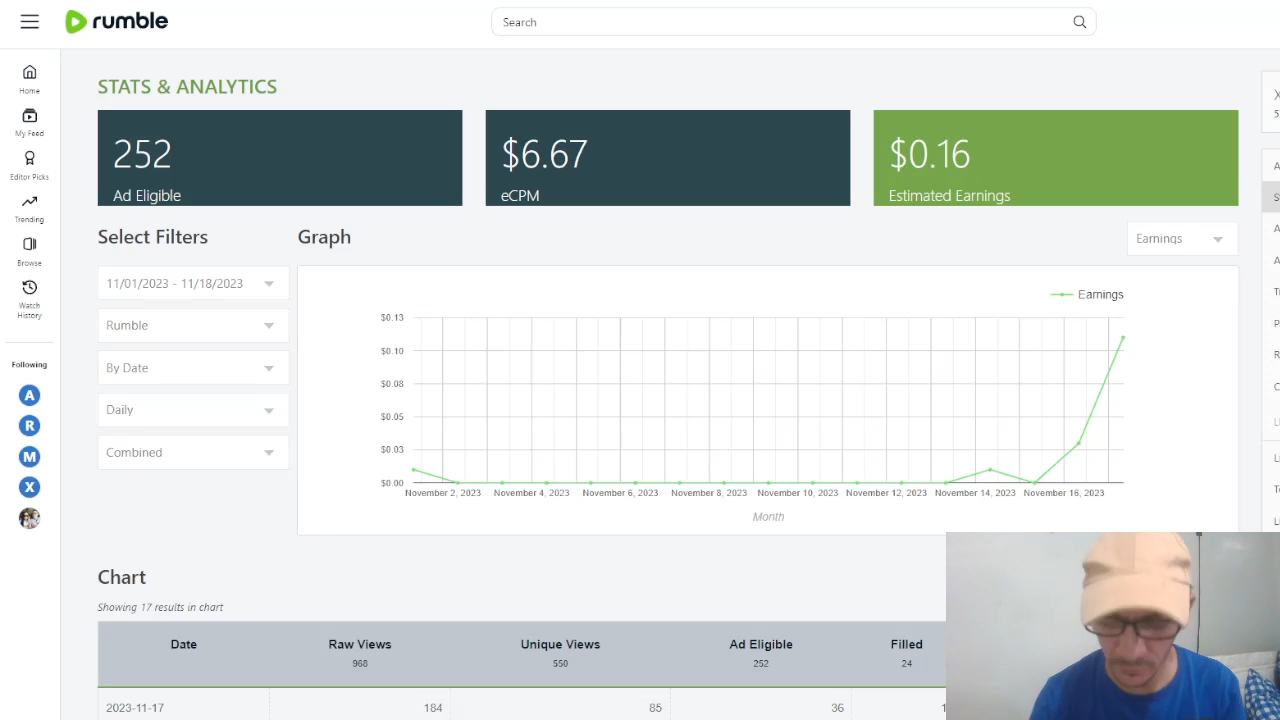 rumble
Search
Home
My Feed
Editor Picks
Trending
Browse
Watch
History
Following
A
R
M
X
STATS & ANALYTICS
252
Ad Eligible
$6.67
eCPM
$0.16
Estimated Earnings
Select Filters
11/01/2023 - 11/18/2023
Rumble
By Date
Daily
Combined
Graph
Earnings
Earnings
$0.13
$0.10
$0.08
$0.05
$0.03
$0.00
November 2, 2023 November 4, 2023 November 6, 2023 November 8, 2023 November 10, 2023 November 12, 2023 November 14, 2023 November 16, 2023
Month
Chart
Showing 17 results in chart
Date Raw Views Unique Views Ad Eligible Filled
968 550 252 24
2023-11-17 184 85 36